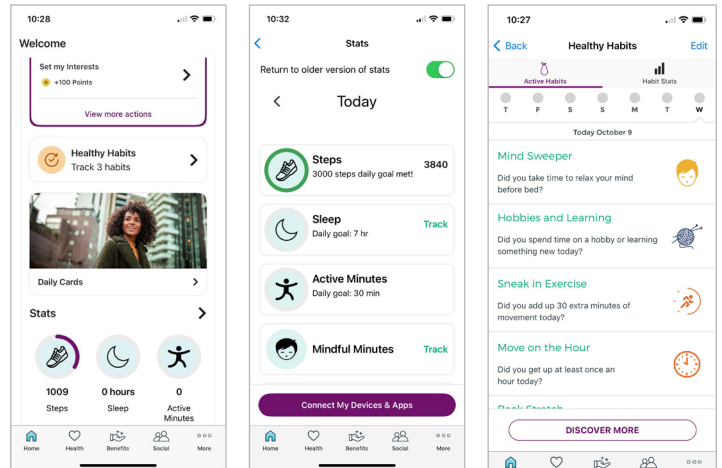 10:28
Welcome
Set my Interests
+100 Points
View more actions
Healthy Habits
Track 3 habits
Daily Cards
Stats
1009
0 hours
0
Steps
Sleep
Active
Minutes
Home
Health
Benefits
Social
More
10:32
Stats
Return to older version of stats
Today
Steps
3000 steps daily goal met!
3840
Sleep
Daily goal: 7 hr
Track
Active Minutes
Daily goal: 30 min
Mindful Minutes
Track
Connect My Devices & Apps
Home
Health
Benefits
Social
More
10:27
Back
Healthy Habits
Edit
Active Habits
Habit Stats
T F S S M T W
Today October 9
Mind Sweeper
Did you take time to relax your mind
before bed?
Hobbies and Learning
Did you spend time on a hobby or learning
something new today?
Sneak in Exercise
Did you add up 30 extra minutes of
movement today?
Move on the Hour
Did you get up at least once an
hour today?
Back Stretch
DISCOVER MORE